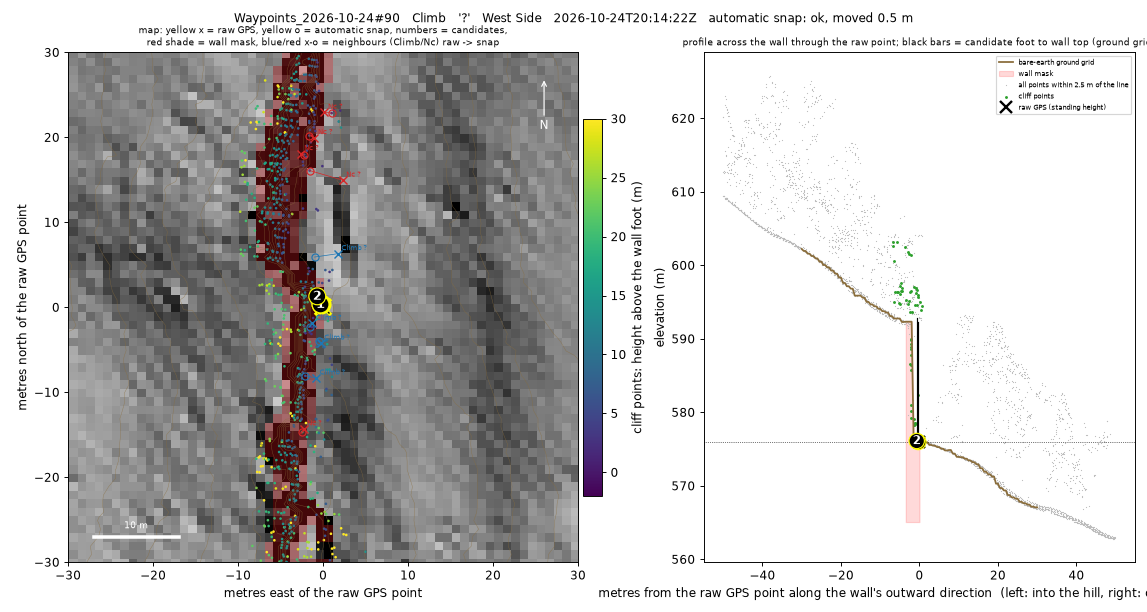 Waypoints_2026-10-24#90   Climb   '?'   West Side   2026-10-24T20:14:22Z   automatic snap: ok, moved 0.5 m
map: yellow x = raw GPS, yellow o = automatic snap, numbers = candidates,
red shade = wall mask, blue/red x-o = neighbours (Climb/Nc) raw -> snap
metres north of the raw GPS point
30
20
10
0
−10
−20
−30
−30
−20
−10
0
10
20
30
metres east of the raw GPS point
N
10 m
2
30
25
20
15
10
5
0
cliff points: height above the wall foot (m)
profile across the wall through the raw point; black bars = candidate foot to wall top (ground gri
bare-earth ground grid
wall mask
all points within 2.5 m of the line
cliff points
raw GPS (standing height)
elevation (m)
620
610
600
590
580
570
560
2
−40
−20
0
20
40
metres from the raw GPS point along the wall's outward direction  (left: into the hill, right: